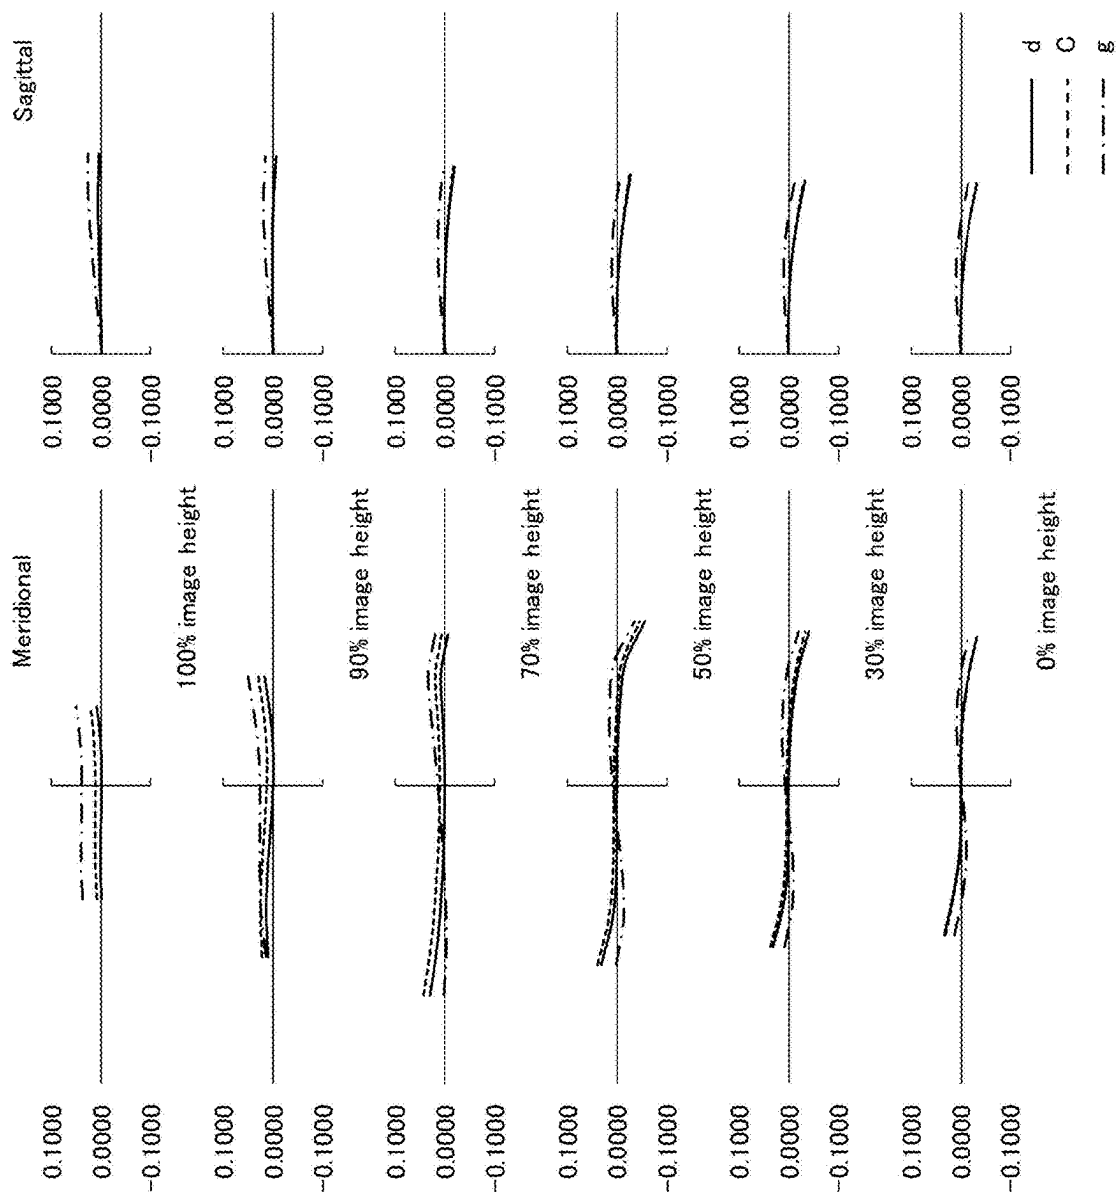 Meridional Sagittal
0.1000 0.1000
0.0000 0.0000
-0.1000 -0.1000
100% image height
0.1000 0.1000
0.0000 0.0000
-0.1000 -0.1000
90% image height
0.1000 0.1000
0.0000 0.0000
-0.1000 -0.1000
70% image height
0.1000 0.1000
0.0000 0.0000
-0.1000 -0.1000
50% image height
0.1000 0.1000
0.0000 0.0000
-0.1000 -0.1000
30% image height
0.1000 0.1000
0.0000 0.0000
-0.1000 -0.1000
0% image height
d
C
g